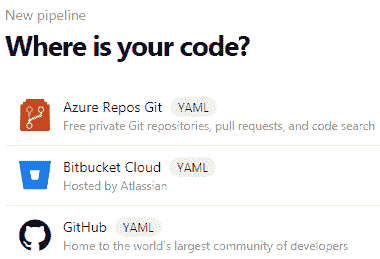 New pipeline
Where is your code?
Azure Repos Git YAML
Free private Git repositories, pull requests, and code search
Bitbucket Cloud YAML
Hosted by Atlassian
GitHub YAML
Home to the world's largest community of developers